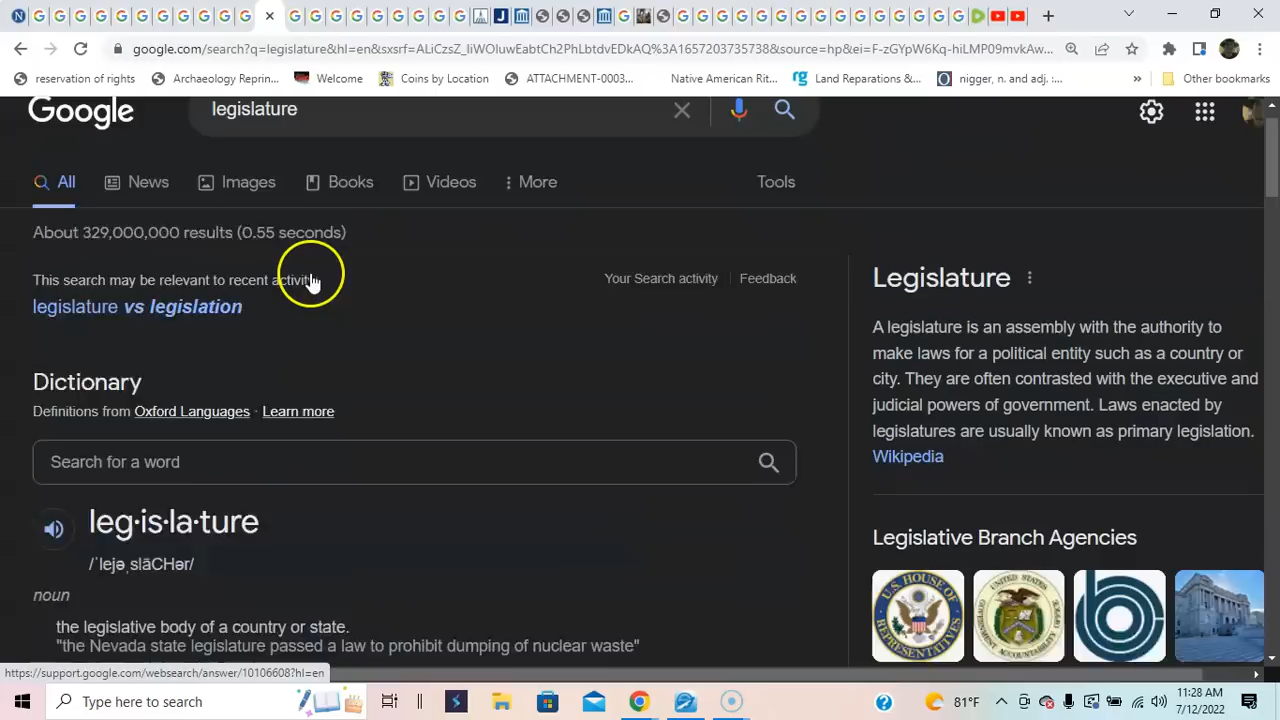 google.com/search?q=legislature&hl=en&sxsrf=ALiCzsZ_liWOluwEabtCh2PhLbtdvEDkAQ%3A1657203735738&source=hp&ei=F-zGYpW6Kq-hiLMP09mvkAw...
reservation of rights
Archaeology Reprin...
Welcome
Coins by Location
ATTACHMENT-0003...
Native American Rit...
Land Reparations &...
nigger, n. and adj. :...
»
Other bookmarks
Google
legislature
All
News
Images
Books
Videos
More
Tools
About 329,000,000 results (0.55 seconds)
This search may be relevant to recent activity
Your Search activity
Feedback
legislature vs legislation
Dictionary
Definitions from Oxford Languages · Learn more
Search for a word
leg·is·la·ture
/ˈlejəˌslāCHər/
noun
the legislative body of a country or state.
"the Nevada state legislature passed a law to prohibit dumping of nuclear waste"
Legislature
A legislature is an assembly with the authority to
make laws for a political entity such as a country or
city. They are often contrasted with the executive and
judicial powers of government. Laws enacted by
legislatures are usually known as primary legislation.
Wikipedia
Legislative Branch Agencies
https://support.google.com/websearch/answer/10106608?hl=en
Type here to search
81°F
11:28 AM
7/12/2022